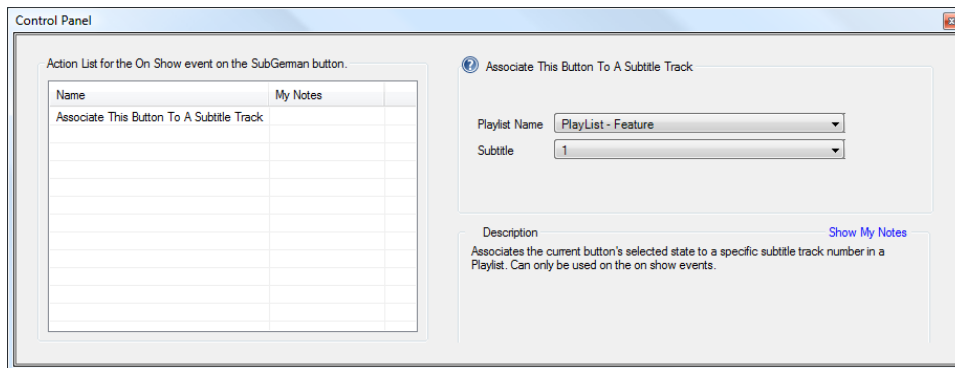 Control Panel
Action List for the On Show event on the SubGerman button.
Name My Notes
Associate This Button To A Subtitle Track
Associate This Button To A Subtitle Track
Playlist Name PlayList - Feature
Subtitle 1
Description Show My Notes
Associates the current button's selected state to a specific subtitle track number in a
Playlist. Can only be used on the on show events.